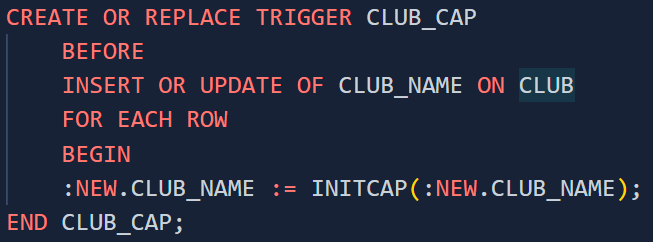 CREATE OR REPLACE TRIGGER CLUB_CAP
BEFORE
INSERT OR UPDATE OF CLUB_NAME ON CLUB
FOR EACH ROW
BEGIN
:NEW.CLUB_NAME := INITCAP(:NEW.CLUB_NAME);
END CLUB_CAP;